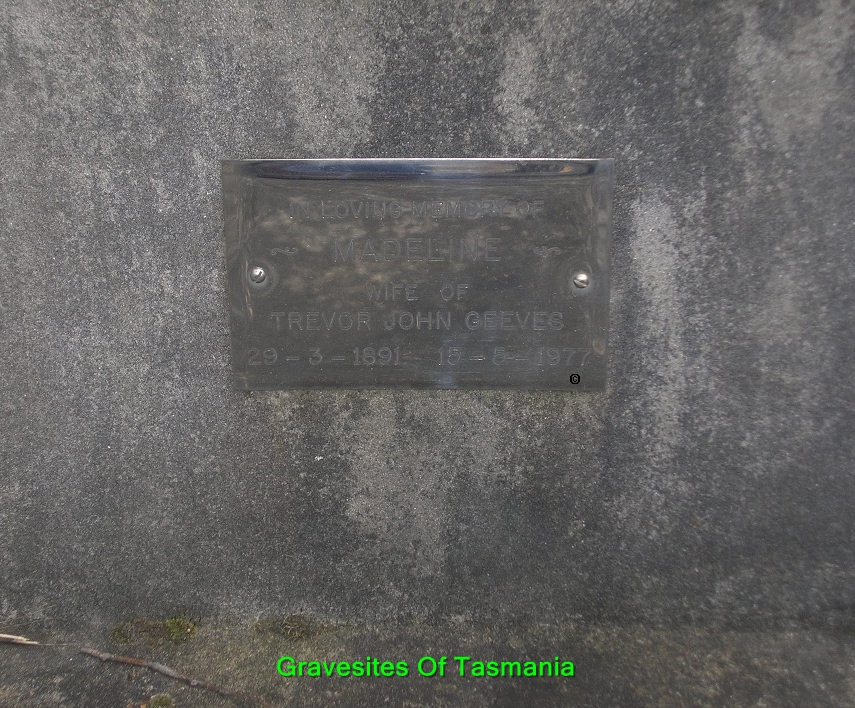 IN LOVING MEMORY OF
MADELINE
WIFE OF
TREVOR JOHN GEEVES
29 - 3 - 1891 - 15 - 8 - 1977
©
Gravesites Of Tasmania